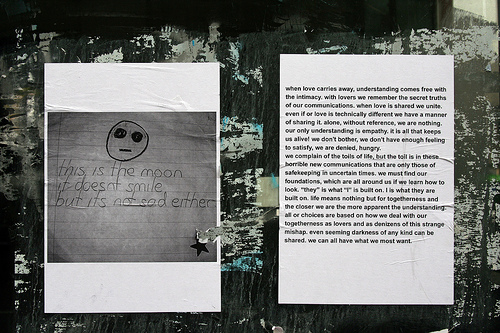 this is the moon
it doesnt smile
but its not sad either
when love carries away, understanding comes free with
the intimacy. with lovers we remember the secret truths
of our communications. when love is shared we unite.
even if or love is technically different we have a manner
of sharing it. alone, without reference, we are nothing.
our only understanding is empathy. it is all that keeps
us alive! we don't bother, we don't have enough feeling
to satisfy, we are denied, hungry.
we complain of the toils of life, but the toil is in these
horrible new communications that are only those of
safekeeping in uncertain times. we must find our
foundations, which are all around us if we learn how to
look. "they" is what "I" is built on. I is what they are
built on. life means nothing but for togetherness and
the closer we are the more apparent the understanding.
all or choices are based on how we deal with our
togetherness as lovers and as denizens of this strange
mishap. even seeming darkness of any kind can be
shared. we can all have what we most want.